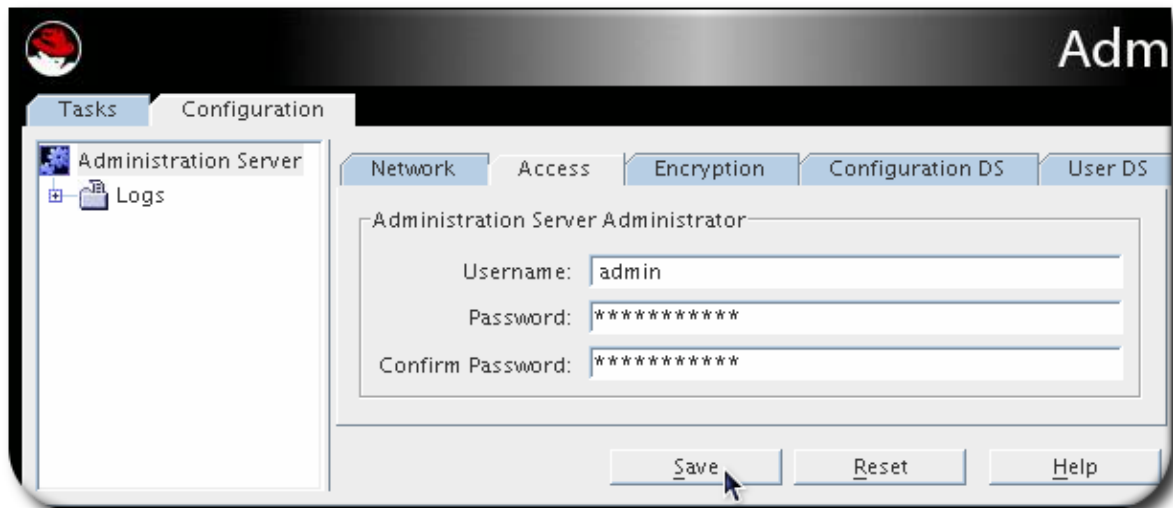 Adm
Tasks Configuration
Administration Server
Logs
Network Access Encryption Configuration DS User DS
Administration Server Administrator
Username: admin
Password: ***********
Confirm Password: ***********
Save Reset Help